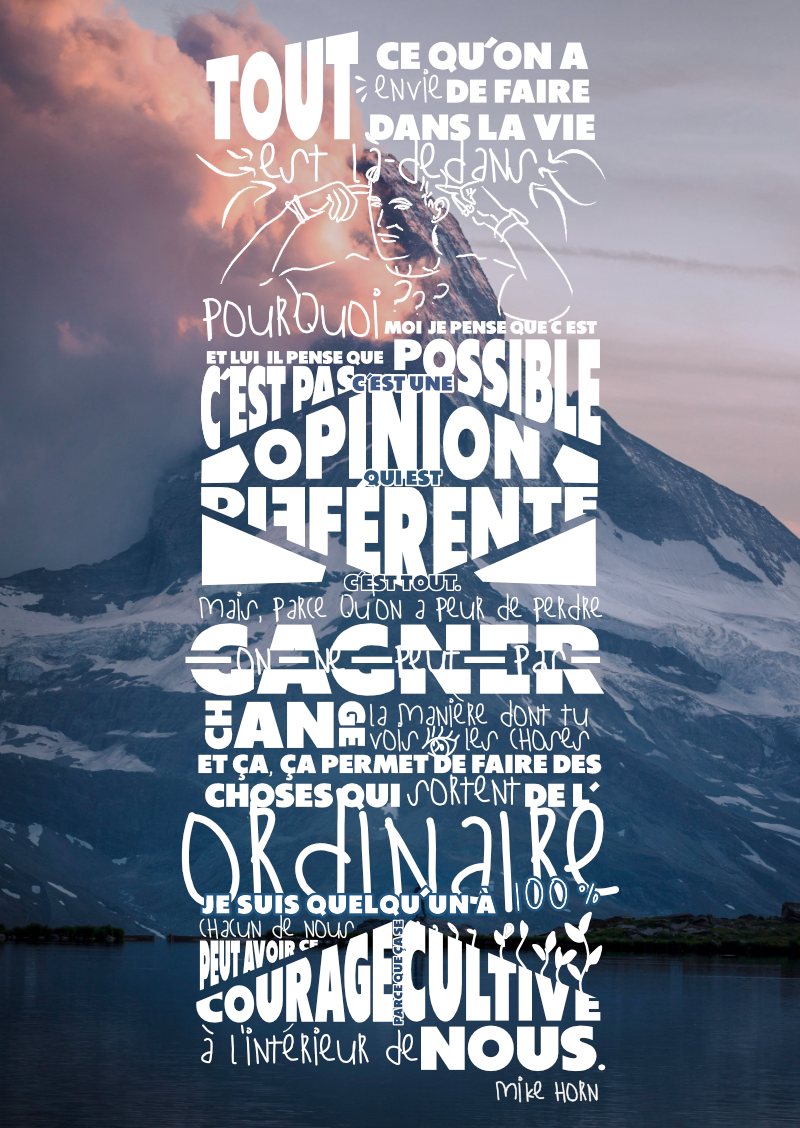 TOUT CE QU'ON A
envie DE FAIRE
DANS LA VIE
est là-dedans
POURQUOI ???
MOI JE PENSE QUE C EST
POSSIBLE
ET LUI IL PENSE QUE
C'EST PAS
C'EST UNE
OPINION
QUI EST
DIFFÉRENTE
C'EST TOUT.
Mais, parce Qu'on a peur de perdre
GAGNER
ON NE Peut Pas
CHANGE la manière dont tu
vois les choses
ET ÇA, ÇA PERMET DE FAIRE DES
CHOSES QUI sortent DE L'
ORdiNaiRe
JE SUIS QUELQU'UN À 100%
chacun de nous
PEUT AVOIR CE
COURAGE
PARCE QUE ÇA SE
CULTIVE
à l'intérieur de NOUS.
Mike HORN